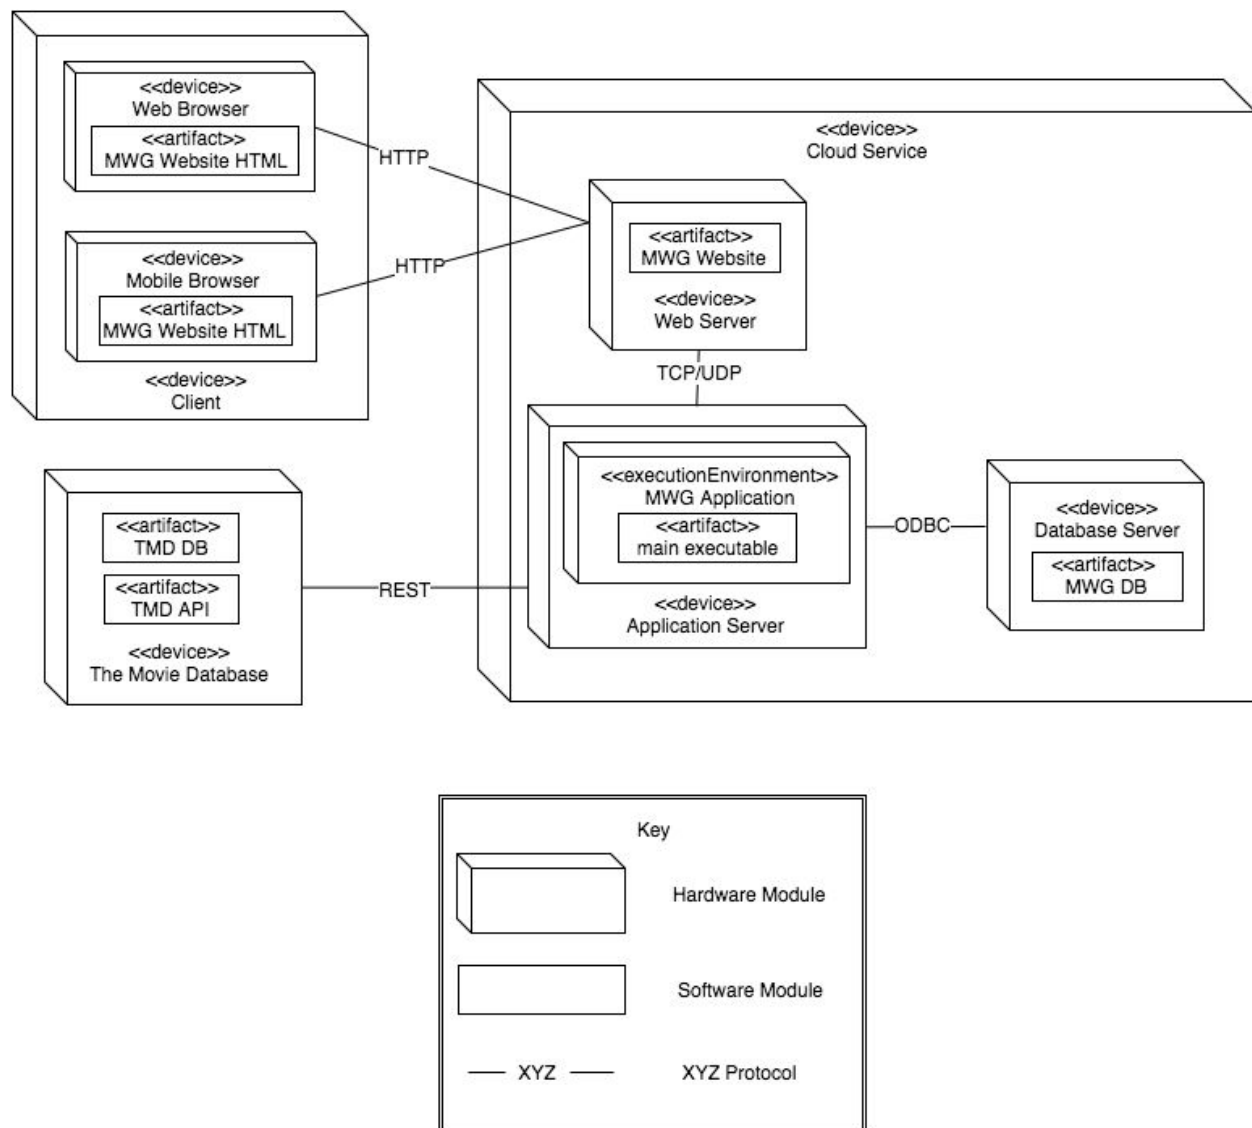 <<device>>
Web Browser
<<artifact>>
MWG Website HTML
HTTP
<<device>>
Mobile Browser
<<artifact>>
MWG Website HTML
HTTP
<<device>>
Client
<<device>>
Cloud Service
<<artifact>>
MWG Website
<<device>>
Web Server
TCP/UDP
<<executionEnvironment>>
MWG Application
<<artifact>>
main executable
<<device>>
Application Server
ODBC
<<device>>
Database Server
<<artifact>>
MWG DB
<<artifact>>
TMD DB
<<artifact>>
TMD API
<<device>>
The Movie Database
REST
Key
Hardware Module
Software Module
XYZ
XYZ Protocol